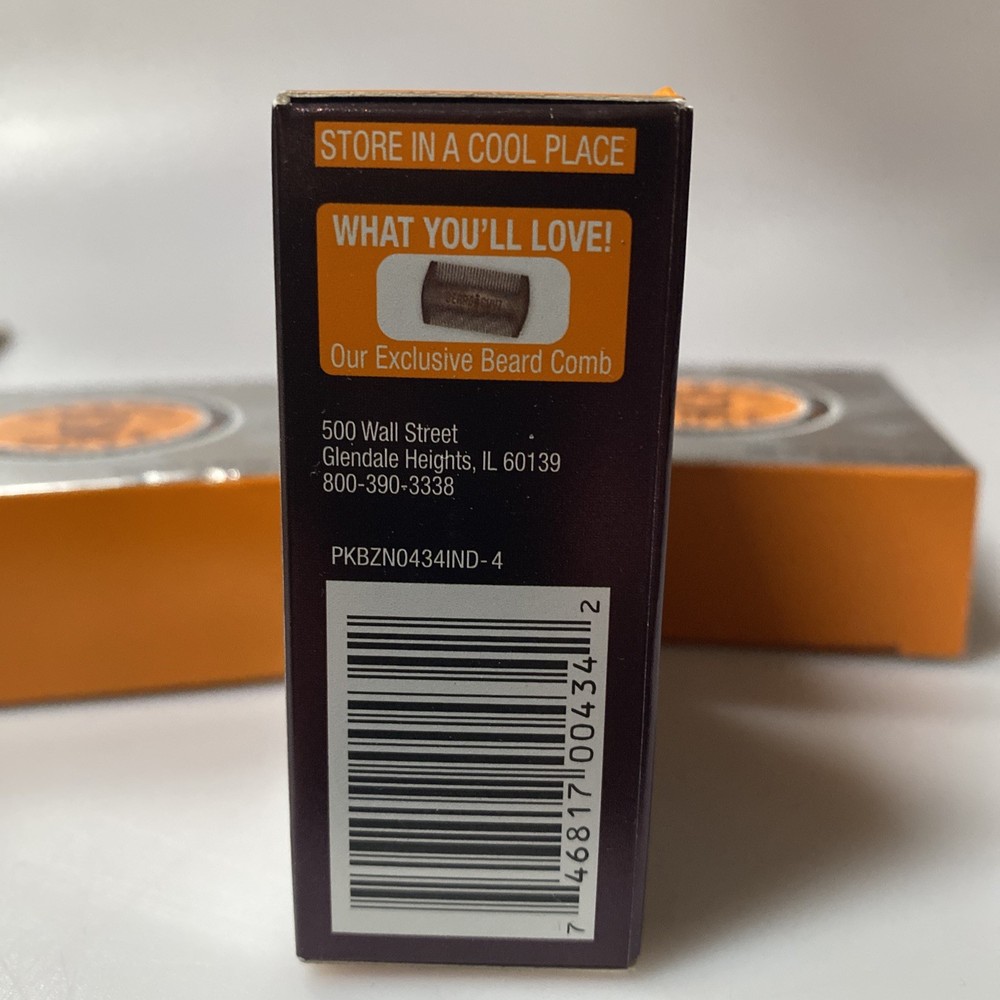 STORE IN A COOL PLACE
WHAT YOU'LL LOVE!
Our Exclusive Beard Comb
500 Wall Street
Glendale Heights, IL 60139
800-390-3338
PKBZN0434IND-4
7 46817 00434 2